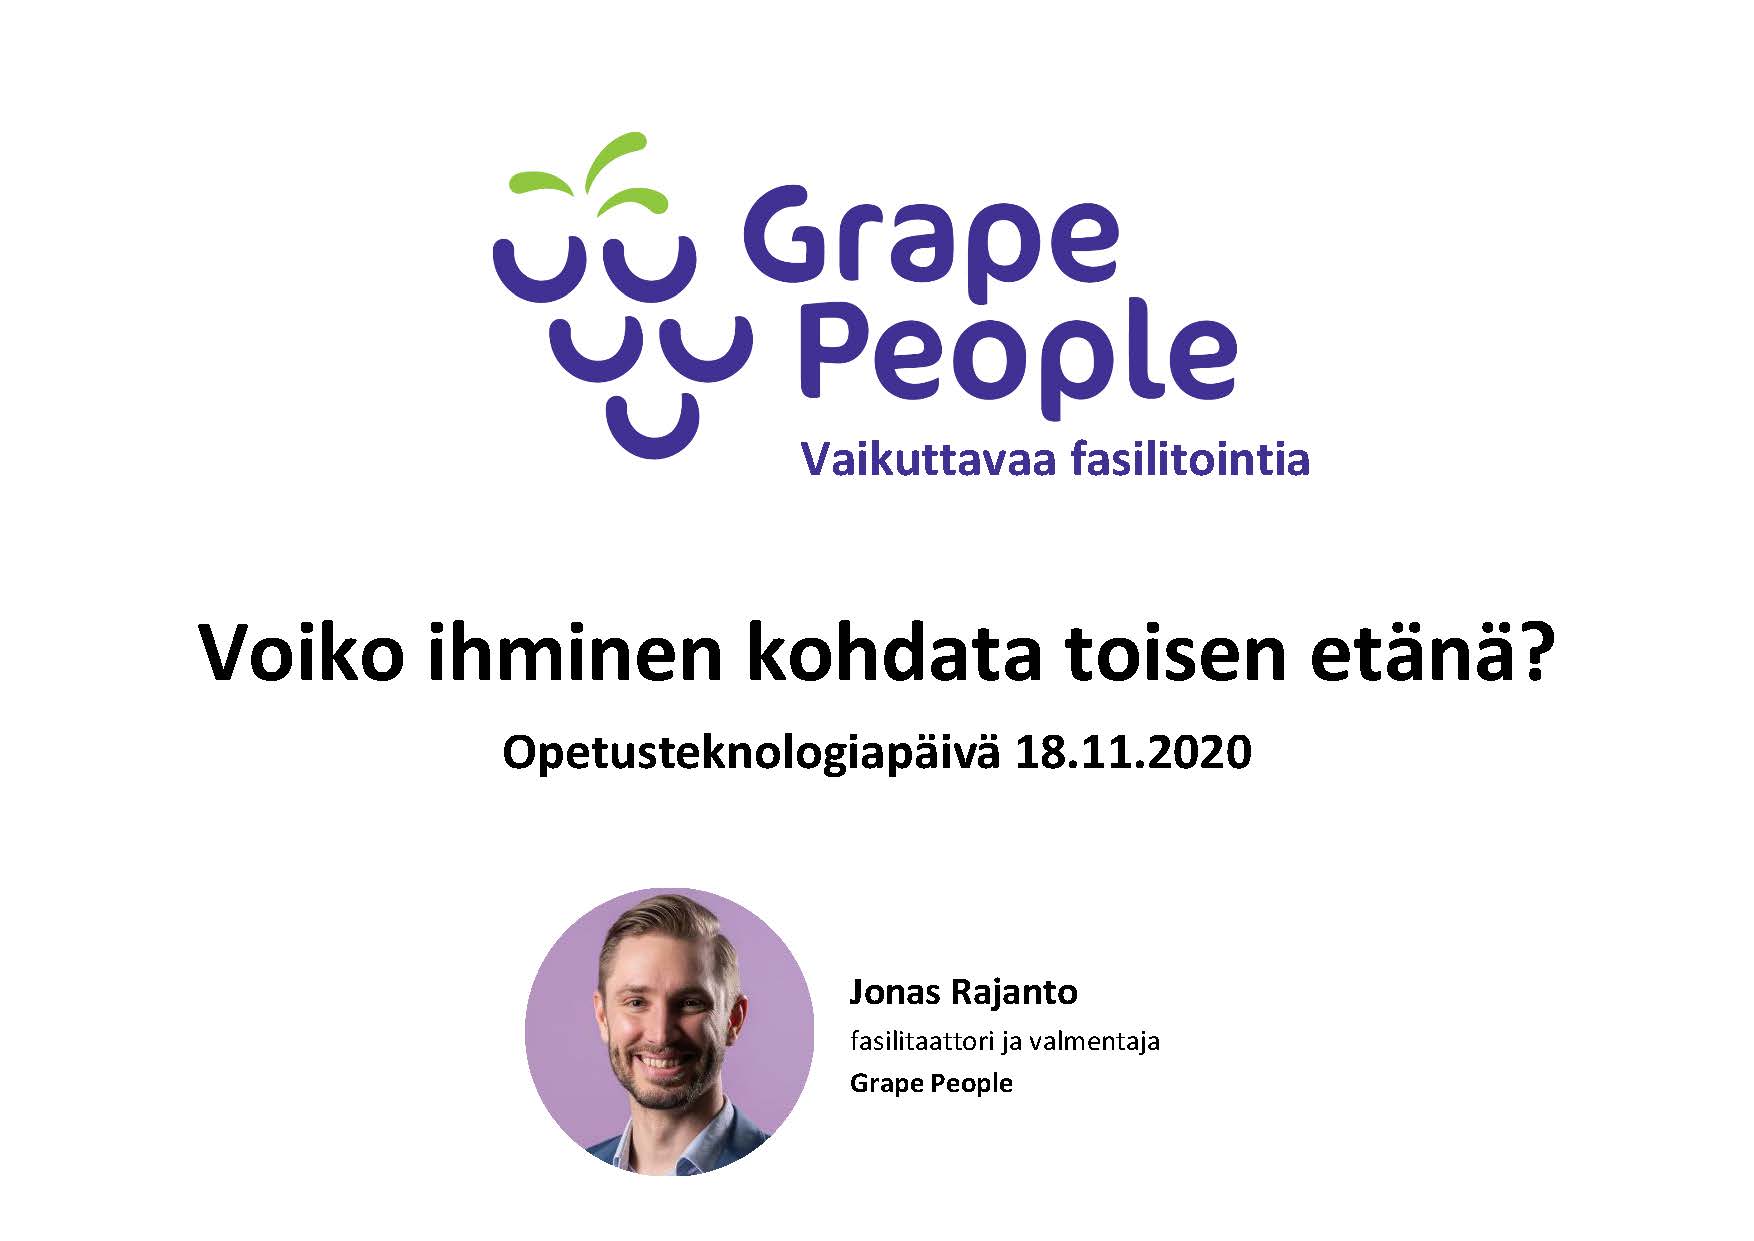 Grape
People
Vaikuttavaa fasilitointia
Voiko ihminen kohdata toisen etänä?
Opetusteknologiapäivä 18.11.2020
Jonas Rajanto
fasilitaattori ja valmentaja
Grape People